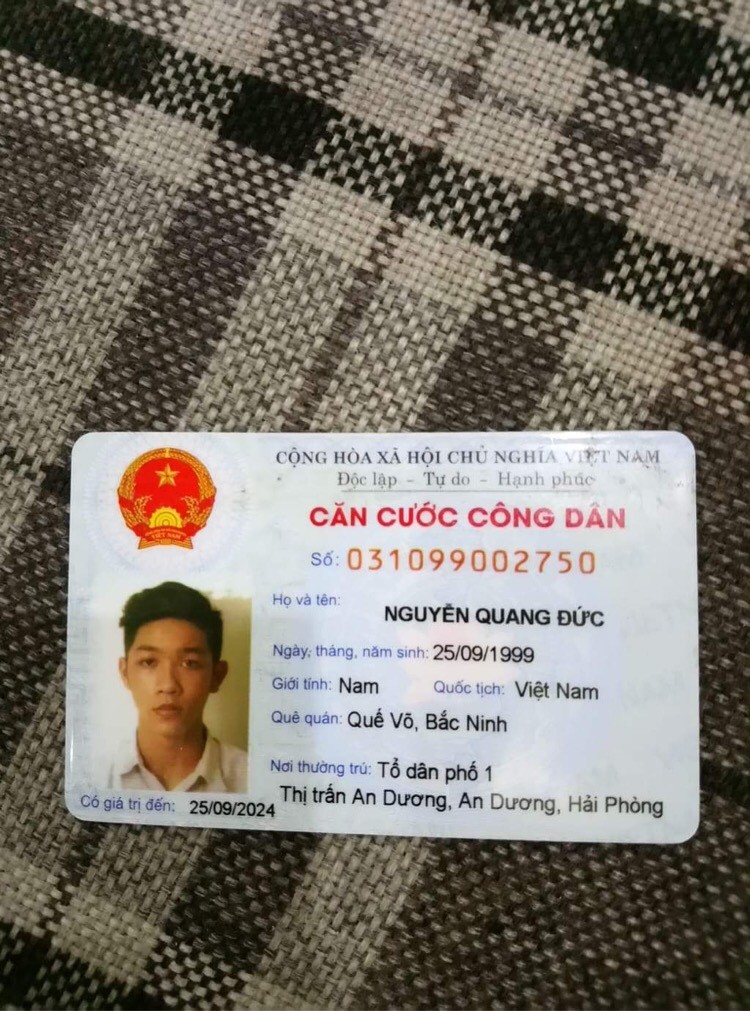 CỘNG HÒA XÃ HỘI CHỦ NGHĨA VIỆT NAM
Độc lập - Tự do - Hạnh phúc
CĂN CƯỚC CÔNG DÂN
Số: 031099002750
Họ và tên:
NGUYỄN QUANG ĐỨC
Ngày, tháng, năm sinh: 25/09/1999
Giới tính: Nam Quốc tịch: Việt Nam
Quê quán: Quế Võ, Bắc Ninh
Nơi thường trú: Tổ dân phố 1
Thị trấn An Dương, An Dương, Hải Phòng
Có giá trị đến: 25/09/2024